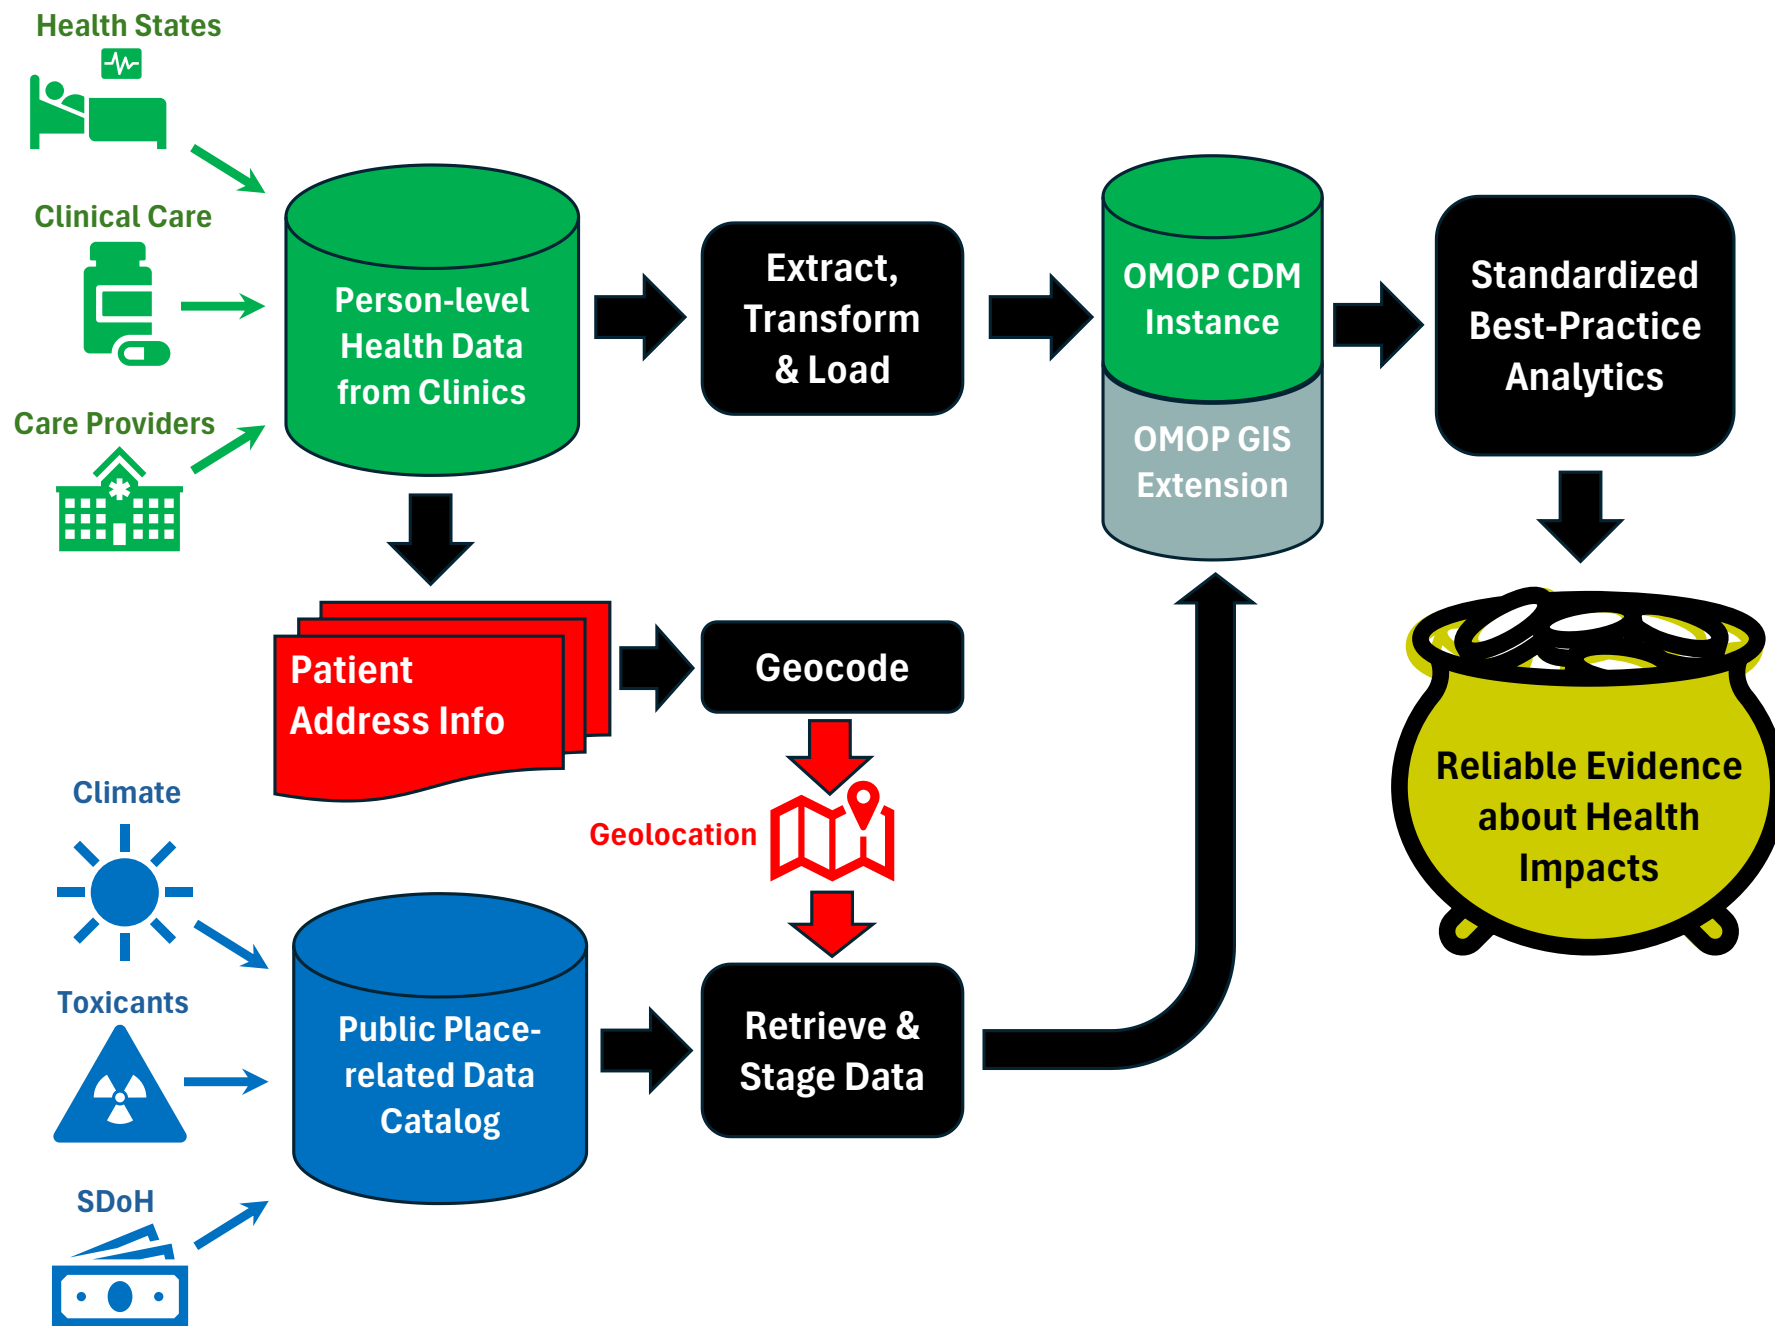 Health States
Clinical Care
Care Providers
Person-level
Health Data
from Clinics
Extract,
Transform
& Load
OMOP CDM
Instance
OMOP GIS
Extension
Standardized
Best-Practice
Analytics
Patient
Address Info
Geocode
Geolocation
Reliable Evidence
about Health
Impacts
Climate
Toxicants
SDoH
Public Place-
related Data
Catalog
Retrieve &
Stage Data